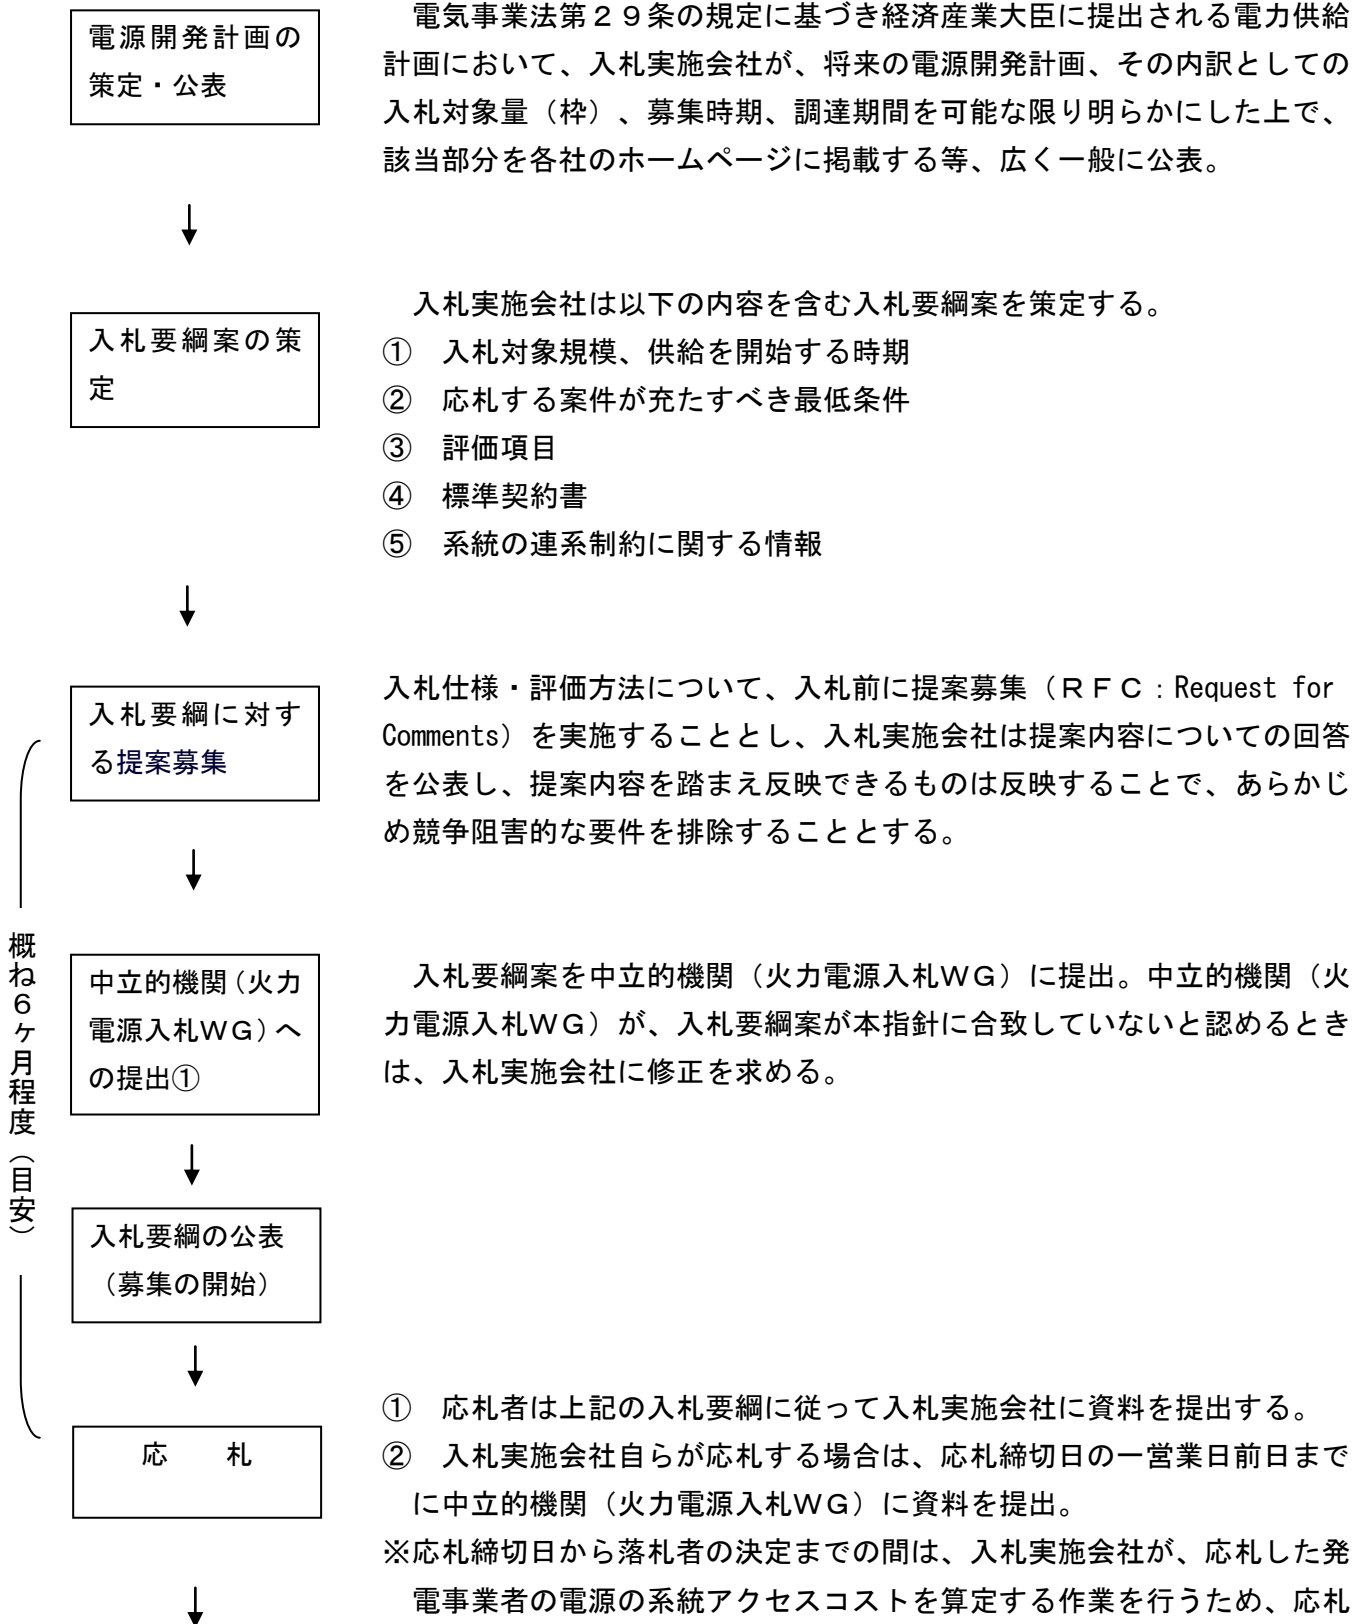 電源開発計画の
策定・公表
電気事業法第２９条の規定に基づき経済産業大臣に提出される電力供給
計画において、入札実施会社が、将来の電源開発計画、その内訳としての
入札対象量（枠）、募集時期、調達期間を可能な限り明らかにした上で、
該当部分を各社のホームページに掲載する等、広く一般に公表。
↓
入札要綱案の策
定
入札実施会社は以下の内容を含む入札要綱案を策定する。
①　入札対象規模、供給を開始する時期
②　応札する案件が充たすべき最低条件
③　評価項目
④　標準契約書
⑤　系統の連系制約に関する情報
↓
入札要綱に対す
る提案募集
入札仕様・評価方法について、入札前に提案募集（ＲＦＣ：Request for
Comments）を実施することとし、入札実施会社は提案内容についての回答
を公表し、提案内容を踏まえ反映できるものは反映することで、あらかじ
め競争阻害的な要件を排除することとする。
↓
概ね６ヶ月程度（目安）
中立的機関（火力
電源入札ＷＧ）へ
の提出①
入札要綱案を中立的機関（火力電源入札ＷＧ）に提出。中立的機関（火
力電源入札ＷＧ）が、入札要綱案が本指針に合致していないと認めるとき
は、入札実施会社に修正を求める。
↓
入札要綱の公表
（募集の開始）
↓
応　　札
①　応札者は上記の入札要綱に従って入札実施会社に資料を提出する。
②　入札実施会社自らが応札する場合は、応札締切日の一営業日前日まで
に中立的機関（火力電源入札ＷＧ）に資料を提出。
※応札締切日から落札者の決定までの間は、入札実施会社が、応札した発
電事業者の電源の系統アクセスコストを算定する作業を行うため、応札
↓